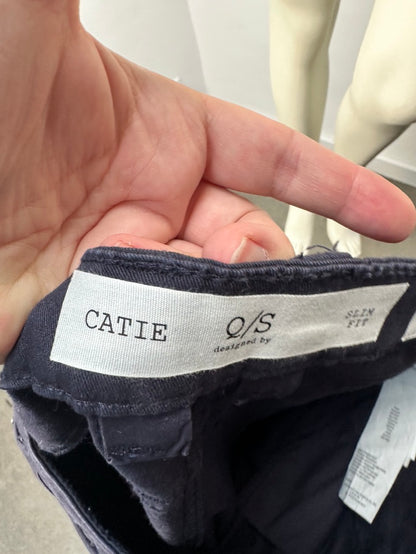 CATIE
Q/S
designed by
SLIM
FIT